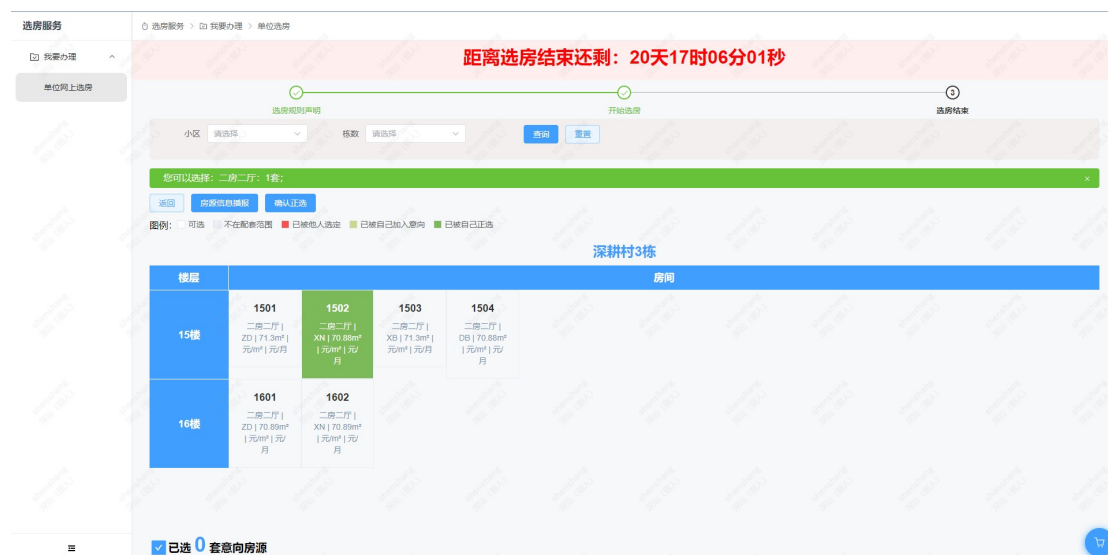 选房服务
选房服务 > 我要办理 > 单位选房
我要办理
单位网上选房
距离选房结束还剩：20天17时06分01秒
选房规则声明
开始选房
3
选房结束
小区 请选择
栋数 请选择
查询
重置
您可以选择：二房二厅：1套;
返回
房源信息播报
确认正选
图例： 可选 不在配套范围 已被他人选定 已被自己加入意向 已被自己正选
深耕村3栋
楼层
房间
15楼
1501
二房二厅 |
ZD | 71.3m² |
元/m² | 元/月
1502
二房二厅 |
XN | 70.88m²
| 元/m² | 元/
月
1503
二房二厅 |
XB | 71.3m² |
元/m² | 元/月
1504
二房二厅 |
DB | 70.88m²
| 元/m² | 元/
月
16楼
1601
二房二厅 |
ZD | 70.89m²
| 元/m² | 元/
月
1602
二房二厅 |
XN | 70.89m²
| 元/m² | 元/
月
已选 0 套意向房源